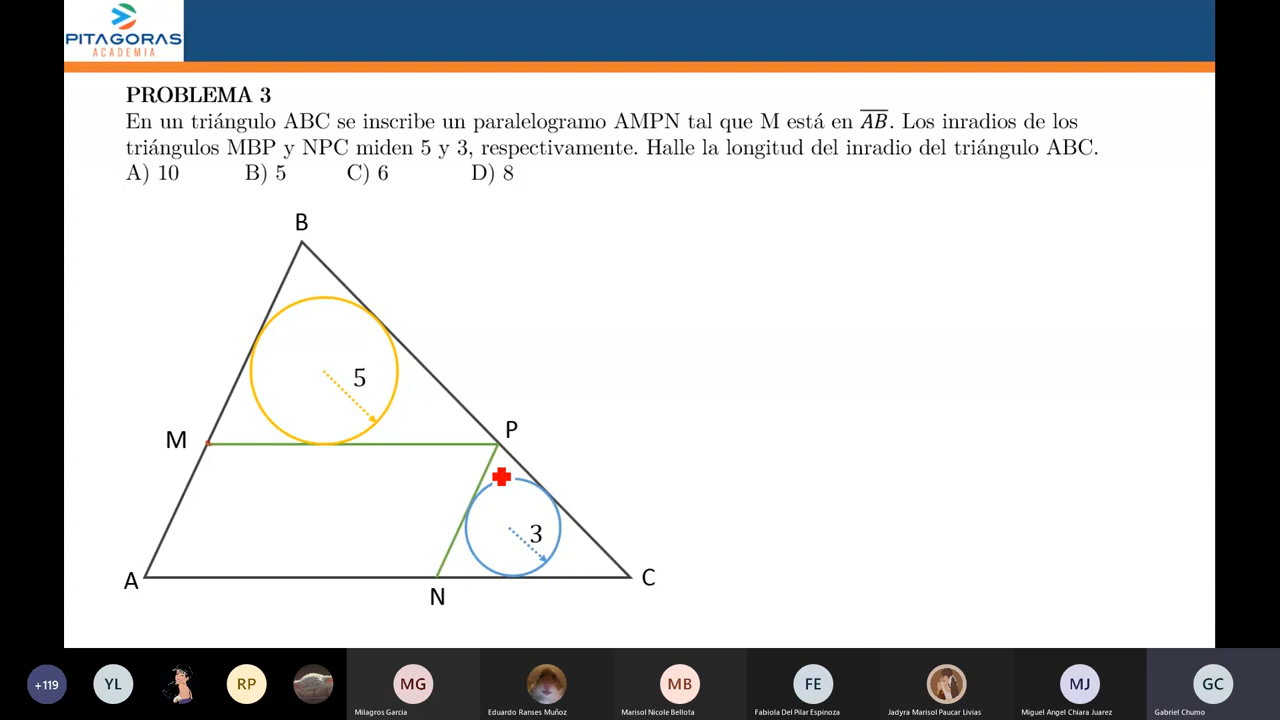 PITAGORAS
ACADEMIA
PROBLEMA 3
En un triángulo ABC se inscribe un paralelogramo AMPN tal que M está en AB. Los inradios de los
triángulos MBP y NPC miden 5 y 3, respectivamente. Halle la longitud del inradio del triángulo ABC.
A) 10 B) 5 C) 6 D) 8
B
5
M
P
3
A
C
N
+119 YL RP MG MB FE MJ GC
Milagros Garcia Eduardo Ranses Muñoz Marisol Nicole Bellota Fabiola Del Pilar Espinoza Jadyra Marisol Paucar Livias Miguel Angel Chiara Juarez Gabriel Chumo